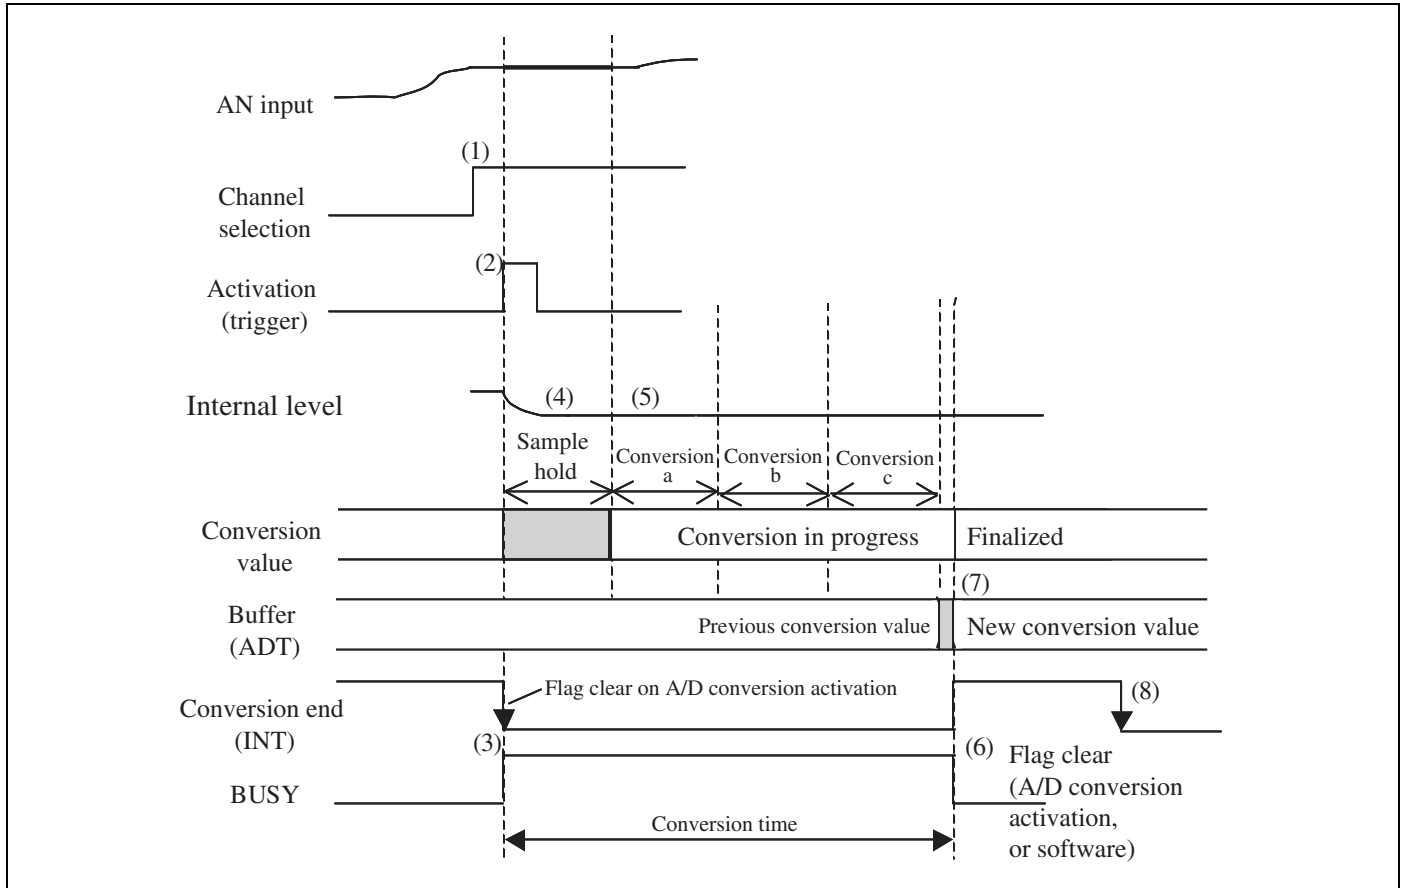 AN input
(1)
Channel
selection
(2)
Activation
(trigger)
Internal level
(4)
(5)
Sample
hold
Conversion
a
Conversion
b
Conversion
c
Conversion
value
Conversion in progress
Finalized
(7)
Buffer
(ADT)
Previous conversion value
New conversion value
Conversion end
(INT)
Flag clear on A/D conversion activation
(8)
(3)
(6)
BUSY
Flag clear
(A/D conversion
activation,
or software)
Conversion time